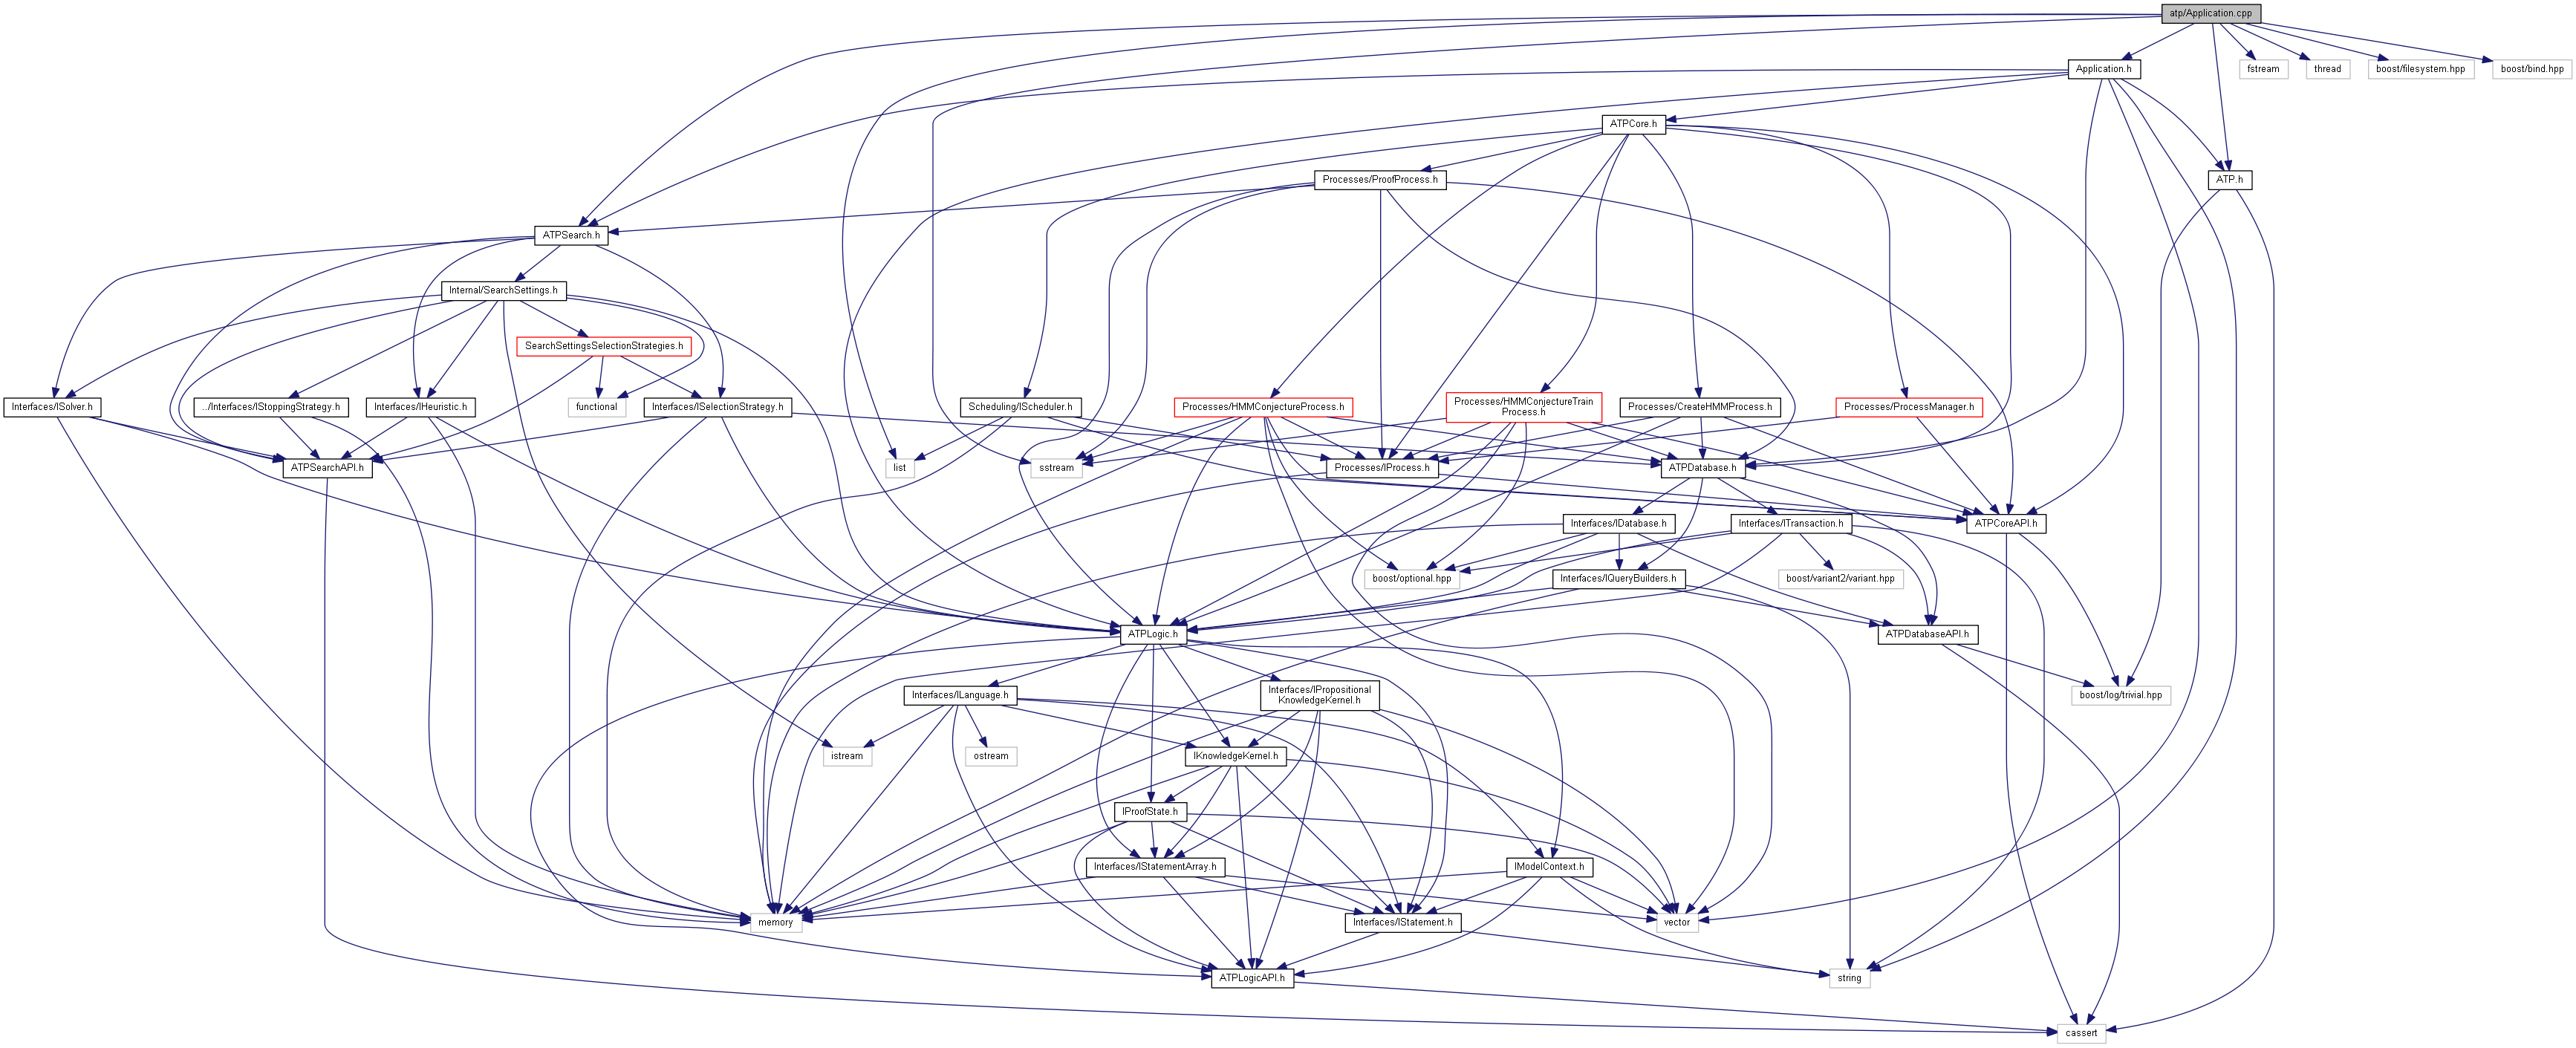 atp/Application.cpp
Application.h
fstream
thread
boost/filesystem.hpp
boost/bind.hpp
ATPCore.h
Processes/ProofProcess.h
ATP.h
ATPSearch.h
Internal/SearchSettings.h
SearchSettingsSelectionStrategies.h
Interfaces/ISolver.h
../Interfaces/IStoppingStrategy.h
Interfaces/IHeuristic.h
functional
Interfaces/ISelectionStrategy.h
Scheduling/IScheduler.h
Processes/HMMConjectureProcess.h
Processes/HMMConjectureTrain
Process.h
Processes/CreateHMMProcess.h
Processes/ProcessManager.h
ATPSearchAPI.h
list
sstream
Processes/IProcess.h
ATPDatabase.h
Interfaces/IDatabase.h
Interfaces/ITransaction.h
ATPCoreAPI.h
boost/optional.hpp
Interfaces/IQueryBuilders.h
boost/variant2/variant.hpp
ATPLogic.h
ATPDatabaseAPI.h
Interfaces/ILanguage.h
Interfaces/IPropositional
KnowledgeKernel.h
boost/log/trivial.hpp
istream
ostream
IKnowledgeKernel.h
IProofState.h
Interfaces/IStatementArray.h
IModelContext.h
memory
Interfaces/IStatement.h
vector
ATPLogicAPI.h
string
cassert